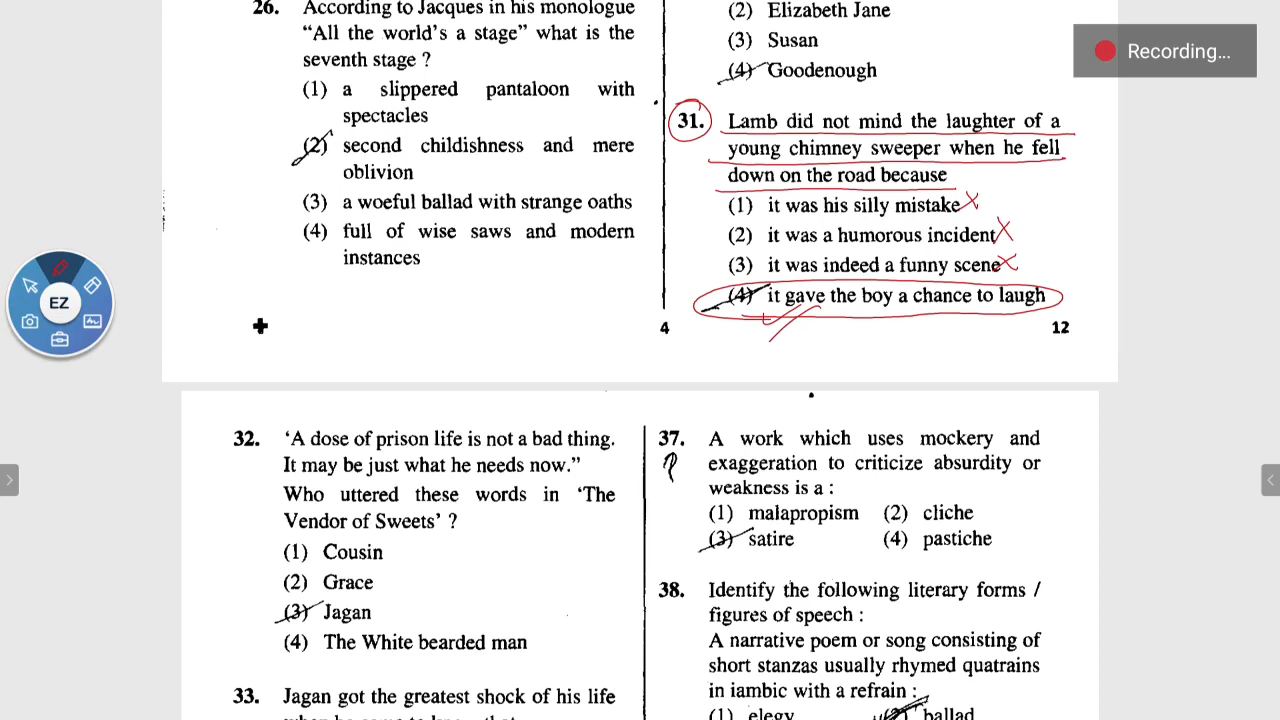 26. According to Jacques in his monologue
“All the world's a stage” what is the
seventh stage ?
(1) a slippered pantaloon with
spectacles
(2) second childishness and mere
oblivion
(3) a woeful ballad with strange oaths
(4) full of wise saws and modern
instances
(2) Elizabeth Jane
(3) Susan
(4) Goodenough
31. Lamb did not mind the laughter of a
young chimney sweeper when he fell
down on the road because
(1) it was his silly mistake
(2) it was a humorous incident
(3) it was indeed a funny scene
(4) it gave the boy a chance to laugh
4
12
Recording...
EZ
32. ‘A dose of prison life is not a bad thing.
It may be just what he needs now.”
Who uttered these words in ‘The
Vendor of Sweets’ ?
(1) Cousin
(2) Grace
(3) Jagan
(4) The White bearded man
33. Jagan got the greatest shock of his life
37. A work which uses mockery and
exaggeration to criticize absurdity or
weakness is a :
(1) malapropism (2) cliche
(3) satire (4) pastiche
38. Identify the following literary forms /
figures of speech :
A narrative poem or song consisting of
short stanzas usually rhymed quatrains
in iambic with a refrain :
(1) elegy (2) ballad